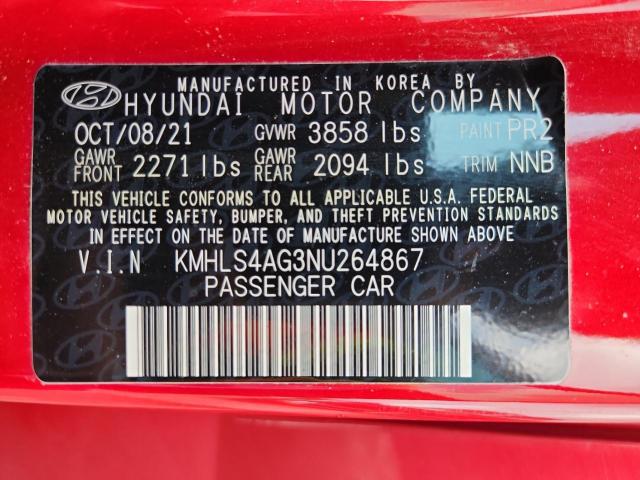 MANUFACTURED IN KOREA BY
HYUNDAI MOTOR COMPANY
OCT/08/21 GVWR 3858 lbs PAINT PR2
GAWR FRONT 2271 lbs GAWR REAR 2094 lbs TRIM NNB
THIS VEHICLE CONFORMS TO ALL APPLICABLE U.S.A. FEDERAL
MOTOR VEHICLE SAFETY, BUMPER, AND THEFT PREVENTION STANDARDS
IN EFFECT ON THE DATE OF MANUFACTURE SHOWN ABOVE
V.I.N KMHLS4AG3NU264867
PASSENGER CAR